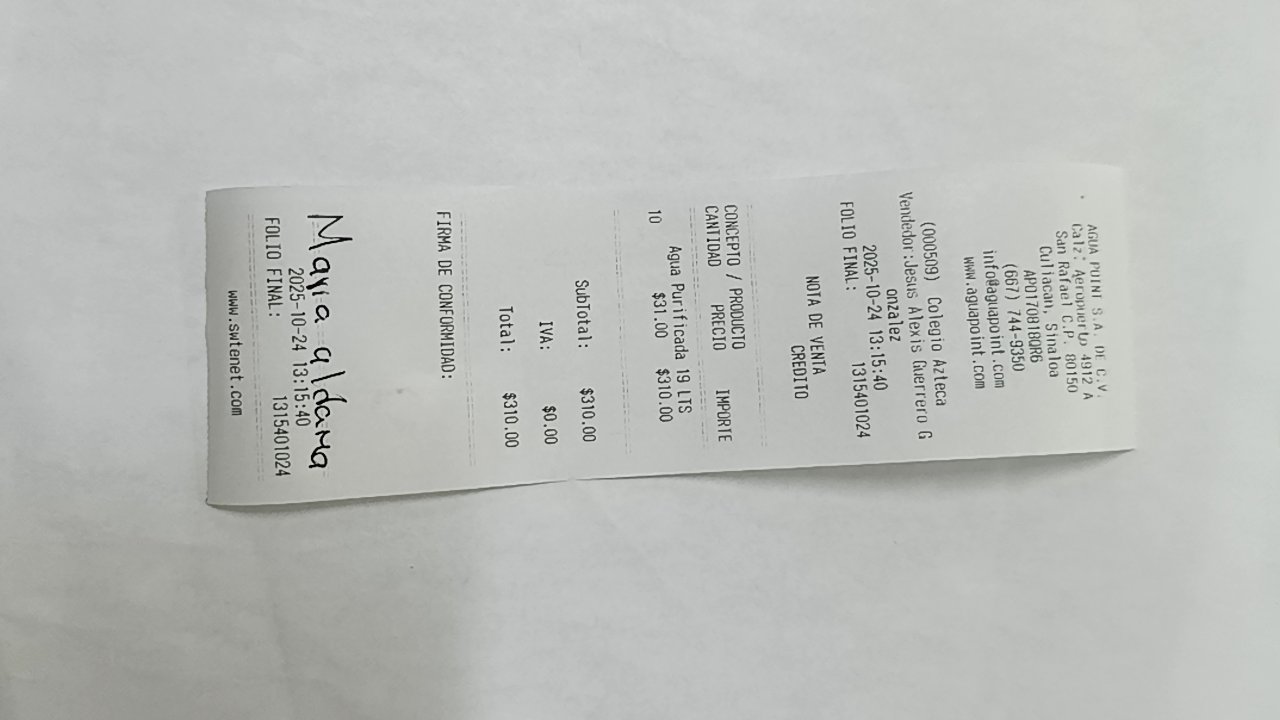 AGUA POINT S.A. DE C.V.
Calz. Aeropuerto 4912 A
San Rafael C.P. 80150
Culiacan, Sinaloa
APO170818QR6
(667) 744-9350
info@aguapoint.com
www.aguapoint.com
(000509) Colegio Azteca
Vendedor:Jesus Alexis Guerrero G
onzalez
2025-10-24 13:15:40
FOLIO FINAL: 1315401024
NOTA DE VENTA
CREDITO
CONCEPTO / PRODUCTO
CANTIDAD PRECIO IMPORTE
Agua Purificada 19 LTS
10 $31.00 $310.00
SubTotal: $310.00
IVA: $0.00
Total: $310.00
FIRMA DE CONFORMIDAD:
Maria aldama
2025-10-24 13:15:40
FOLIO FINAL: 1315401024
www.swtenet.com